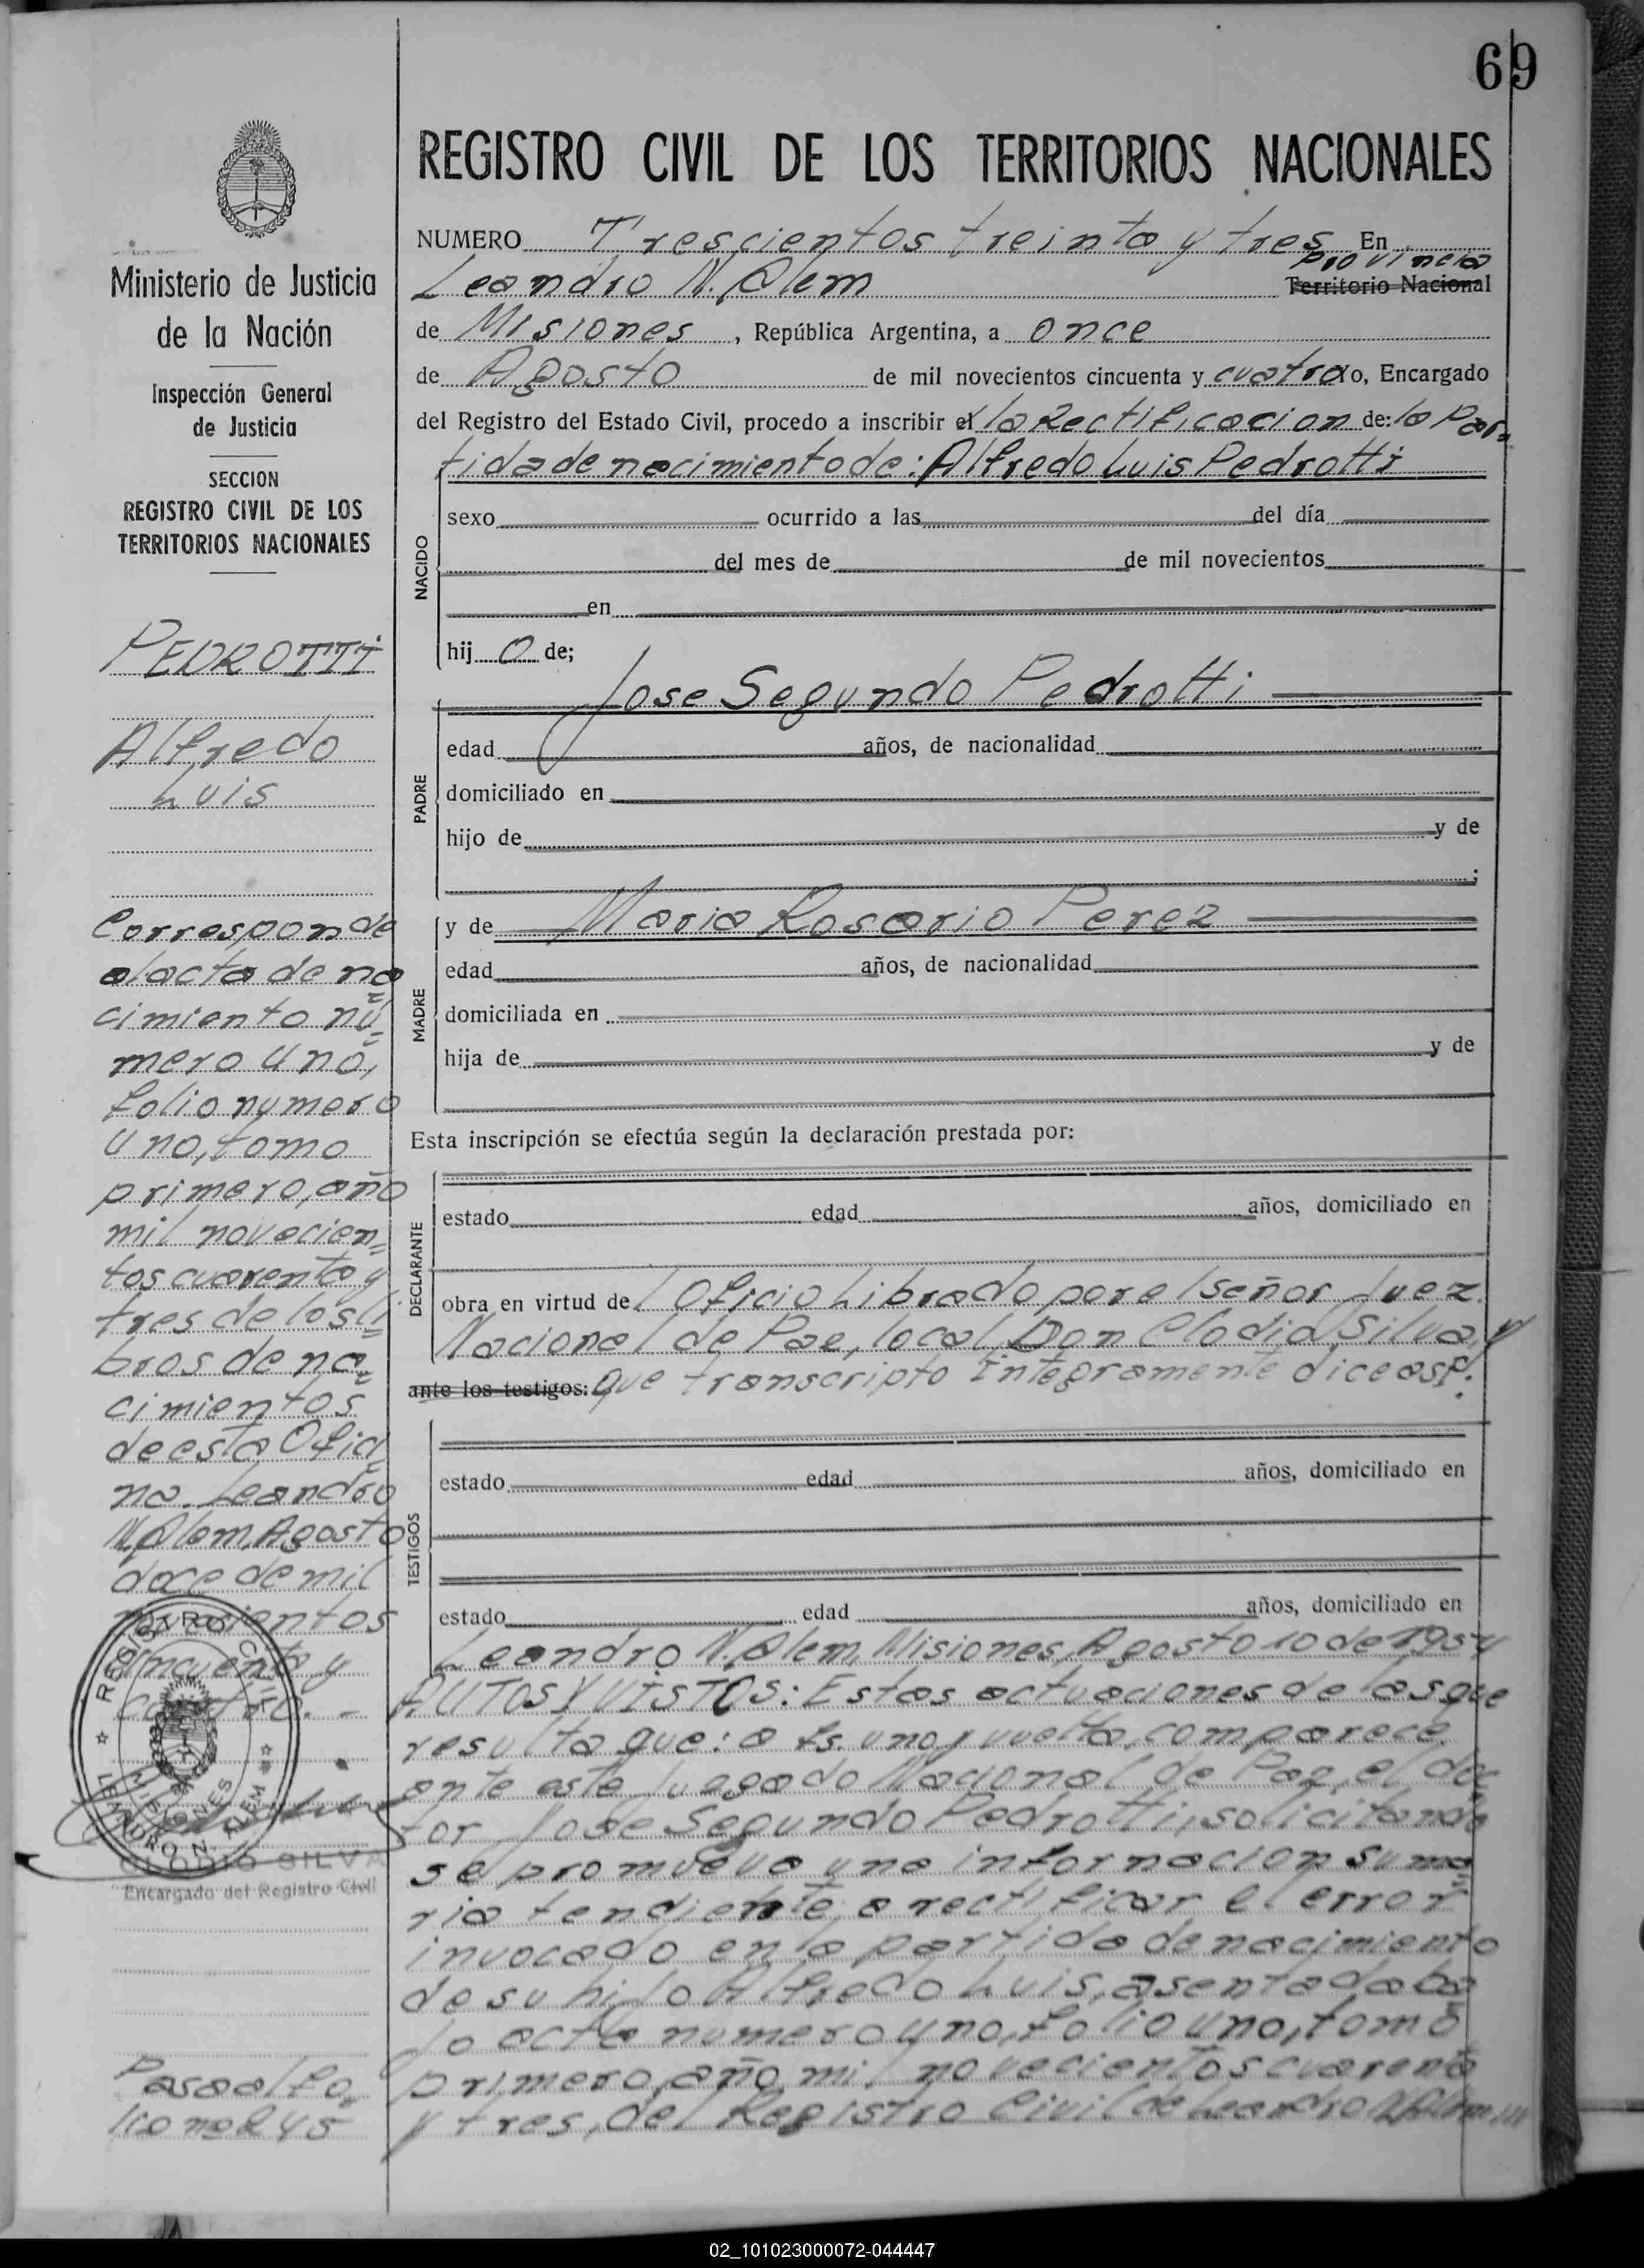 69
REGISTRO CIVIL DE LOS TERRITORIOS NACIONALES
Ministerio de Justicia
de la Nación
Inspección General
de Justicia
SECCION
REGISTRO CIVIL DE LOS
TERRITORIOS NACIONALES
PEDROTTI
Alfredo
Luis
Corresponde
al acta de na
cimiento nú=
mero uno,
folio numero
uno, tomo
primero, año
mil novecien=
tos cuarenta y
tres de los li=
bros de na=
cimientos
de esta Ofici
na. Leandro
N. Alem, Agosto
doce de mil
novecientos
cincuenta y
cuatro. -
REGISTRO CIVIL
MISIONES
LEANDRO N. ALEM
CLODIO SILVA
Encargado del Registro Civil
Pasa al fo=
lio no 245
NUMERO Trescientos treinta y tres En
Leandro N. Alem provincia Territorio Nacional
de Misiones, República Argentina, a once
de Agosto de mil novecientos cincuenta y cuatro yo, Encargado
del Registro del Estado Civil, procedo a inscribir el la Rectificacion de: la Par=
tida de nacimiento de: Alfredo Luis Pedrotti
NACIDO
sexo ocurrido a las del día
del mes de de mil novecientos
en
hij o de;
PADRE
Jose Segundo Pedrotti
edad años, de nacionalidad
domiciliado en
hijo de y de
;
MADRE
y de Maria Rosario Perez
edad años, de nacionalidad
domiciliada en
hija de y de
Esta inscripción se efectúa según la declaración prestada por:
DECLARANTE
estado edad años, domiciliado en
obra en virtud de l Oficio Librado por el señor Juez
Nacional de Paz, local, Don Clodio Silva, y
ante los testigos: que transcripto integramente dice asi:
TESTIGOS
estado edad años, domiciliado en
estado edad años, domiciliado en
Leandro N. Alem, Misiones, Agosto 10 de 1954
AUTOS Y VISTOS: Estas actuaciones de las que
resulta que: a fs. uno y vuelta, comparece
ante este Juzgado Nacional de Paz, el doc
tor Jose Segundo Pedrotti, solicitando
se promueva una informacion suma=
ria tendiente a rectificar el error
invocado en la partida de nacimiento
de su hijo Alfredo Luis, asentada ba
jo acta numero uno, folio uno, tomo
primero, año mil novecientos cuarenta
y tres, del Registro Civil de Leandro N. Alem
02_101023000072-044447